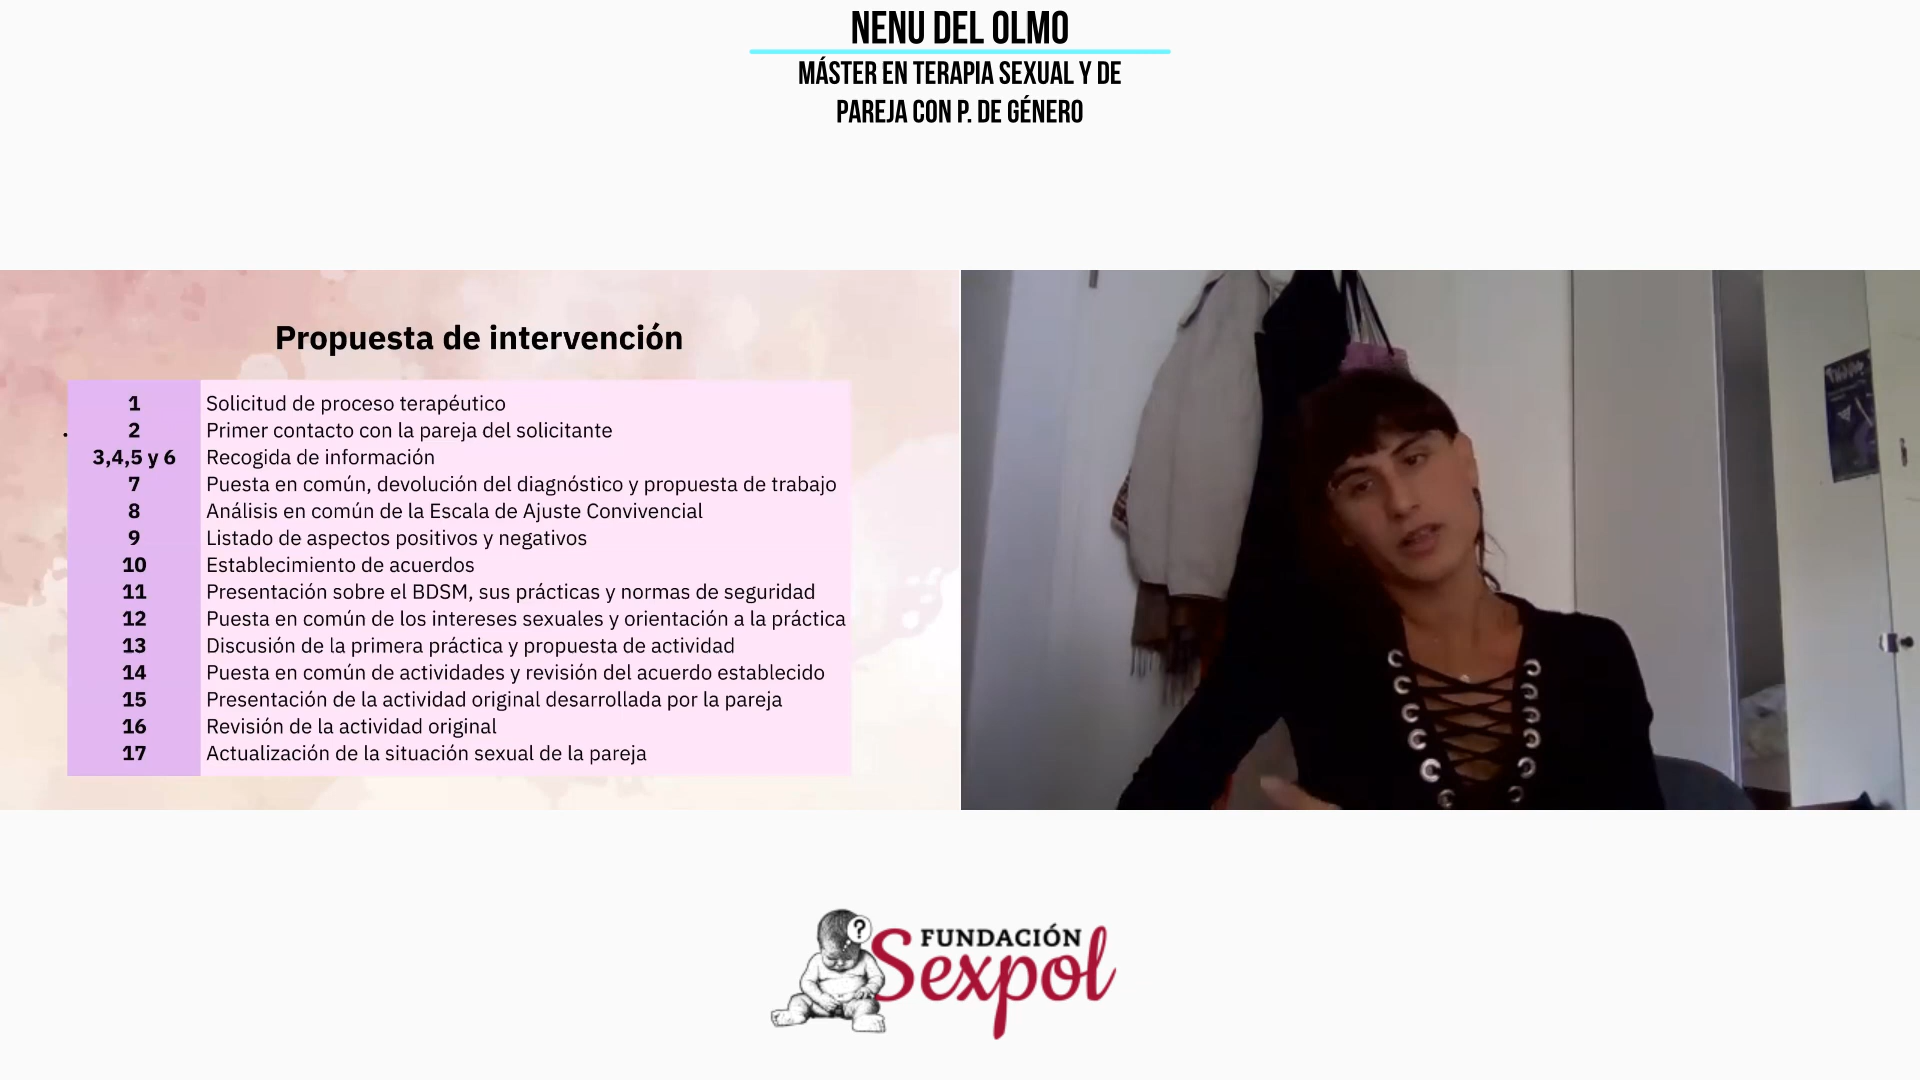 NENU DEL OLMO
MÁSTER EN TERAPIA SEXUAL Y DE
PAREJA CON P. DE GÉNERO
Propuesta de intervención
1 Solicitud de proceso terapéutico
2 Primer contacto con la pareja del solicitante
3,4,5 y 6 Recogida de información
7 Puesta en común, devolución del diagnóstico y propuesta de trabajo
8 Análisis en común de la Escala de Ajuste Convivencial
9 Listado de aspectos positivos y negativos
10 Establecimiento de acuerdos
11 Presentación sobre el BDSM, sus prácticas y normas de seguridad
12 Puesta en común de los intereses sexuales y orientación a la práctica
13 Discusión de la primera práctica y propuesta de actividad
14 Puesta en común de actividades y revisión del acuerdo establecido
15 Presentación de la actividad original desarrollada por la pareja
16 Revisión de la actividad original
17 Actualización de la situación sexual de la pareja
?
FUNDACIÓN
Sexpol